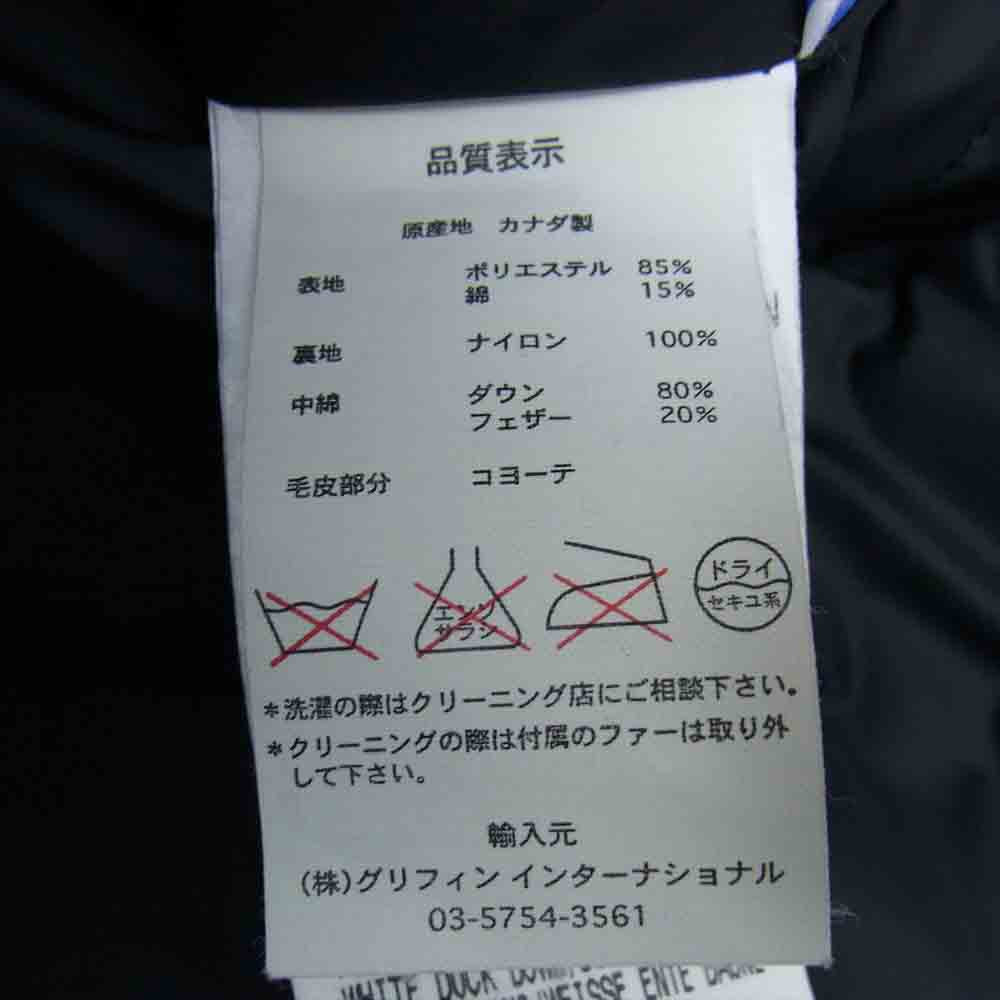 品質表示
原産地 カナダ製
表地 ポリエステル 85%
綿 15%
裏地 ナイロン 100%
中綿 ダウン 80%
フェザー 20%
毛皮部分 コヨーテ
エンソ
サラシ
ドライ
セキユ系
*洗濯の際はクリーニング店にご相談下さい。
*クリーニングの際は付属のファーは取り外
して下さい。
輸入元
(株)グリフィン インターナショナル
03-5754-3561
WHITE DUCK DOWN
WEISSE ENTE